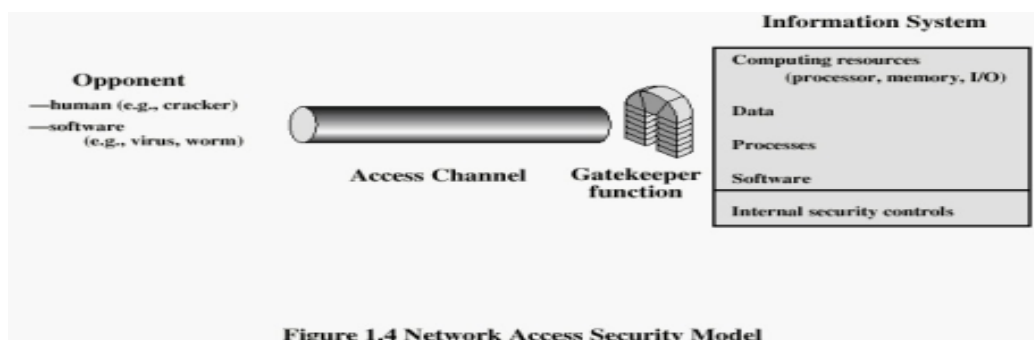 Information System
Opponent
—human (e.g., cracker)
—software
(e.g., virus, worm)
Access Channel
Gatekeeper
function
Computing resources
(processor, memory, I/O)
Data
Processes
Software
Internal security controls
Figure 1.4 Network Access Security Model